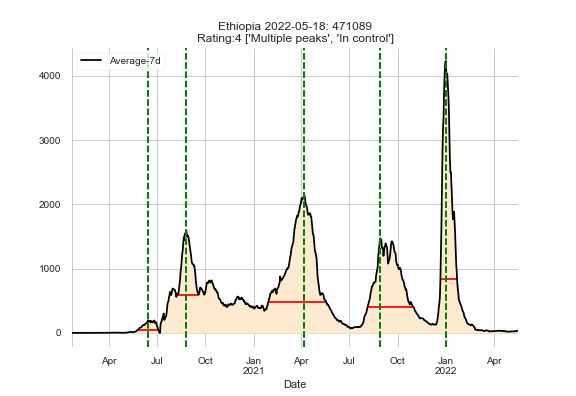 Ethiopia 2022-05-18: 471089
Rating:4 ['Multiple peaks', 'In control']
Average-7d
4000
3000
2000
1000
0
Apr Jul Oct Jan Apr Jul Oct Jan Apr
2021 2022
Date